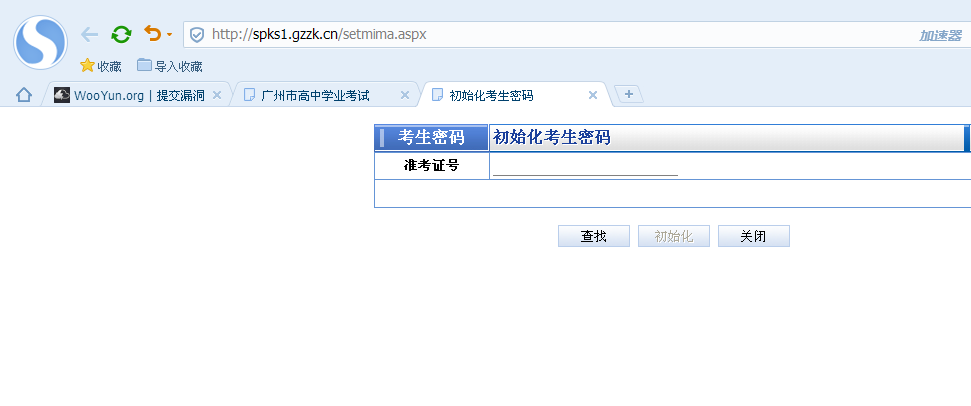 http://spks1.gzzk.cn/setmima.aspx 加速器
收藏 导入收藏
WooYun.org | 提交漏洞 广州市高中学业考试 初始化考生密码
考生密码 初始化考生密码
准考证号
查找 初始化 关闭